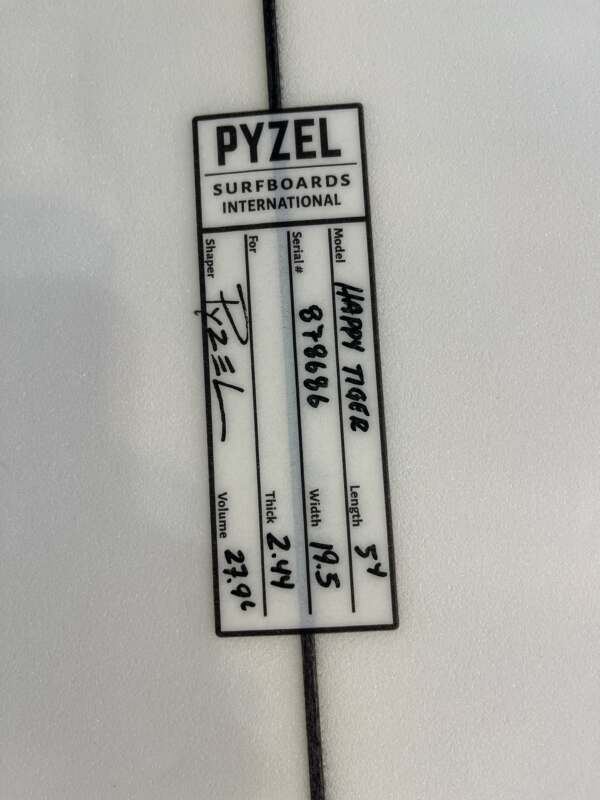 PYZEL
SURFBOARDS
INTERNATIONAL
Model HAPPY TIGER Length 5'4
Serial # 878686 Width 19.5
For Thick 2.44
Shaper PYZEL Volume 27.96